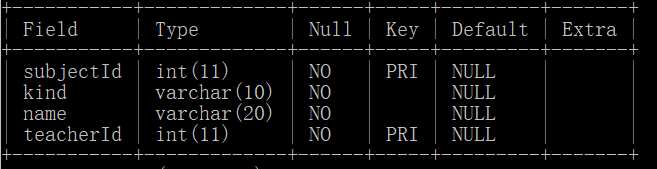 +------------+-------------+------+-----+---------+-------+
| Field | Type | Null | Key | Default | Extra |
+------------+-------------+------+-----+---------+-------+
| subjectId | int(11) | NO | PRI | NULL | |
| kind | varchar(10) | NO | | NULL | |
| name | varchar(20) | NO | | NULL | |
| teacherId | int(11) | NO | PRI | NULL | |
+------------+-------------+------+-----+---------+-------+